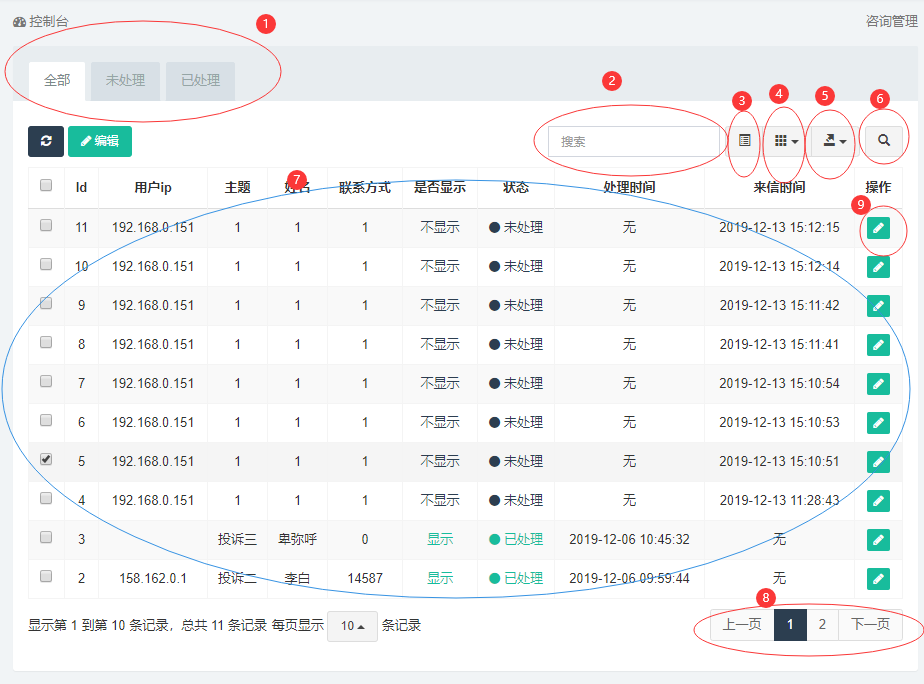 控制台 咨询管理
1
全部 未处理 已处理
2 3 4 5 6
编辑 搜索
7
Id 用户ip 主题 姓名 联系方式 是否显示 状态 处理时间 来信时间 操作
9
11 192.168.0.151 1 1 1 不显示 未处理 无 2019-12-13 15:12:15
10 192.168.0.151 1 1 1 不显示 未处理 无 2019-12-13 15:12:14
9 192.168.0.151 1 1 1 不显示 未处理 无 2019-12-13 15:11:42
8 192.168.0.151 1 1 1 不显示 未处理 无 2019-12-13 15:11:41
7 192.168.0.151 1 1 1 不显示 未处理 无 2019-12-13 15:10:54
6 192.168.0.151 1 1 1 不显示 未处理 无 2019-12-13 15:10:53
5 192.168.0.151 1 1 1 不显示 未处理 无 2019-12-13 15:10:51
4 192.168.0.151 1 1 1 不显示 未处理 无 2019-12-13 11:28:43
3 投诉三 卑弥呼 0 显示 已处理 2019-12-06 10:45:32 无
2 158.162.0.1 投诉二 李白 14587 显示 已处理 2019-12-06 09:59:44 无
8
显示第 1 到第 10 条记录，总共 11 条记录 每页显示 10 条记录 上一页 1 2 下一页